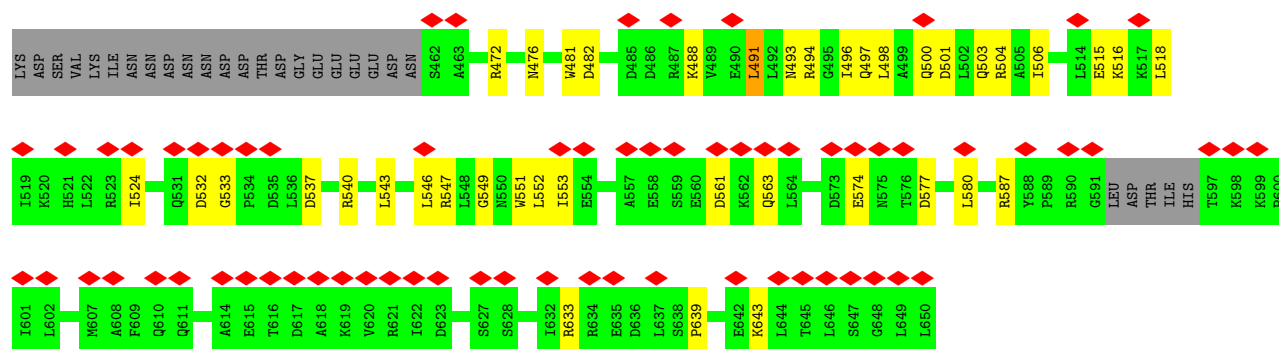 LYS ASP SER VAL LYS ILE ASN ASN ASN ASP ASN ASN ASP ASP THR ASP GLY GLU GLU GLU GLU ASP ASN S462 A463 R472 N476 W481 D482 D485 D486 R487 K488 V489 E490 L491 L492 N493 R494 G495 I496 Q497 L498 A499 Q500 D501 L502 Q503 R504 A505 I506 L514 E515 K516 K517 L518
I519 K520 H521 L522 R523 I524 Q531 D532 G533 P534 D535 L536 D537 R540 L543 L546 R547 L548 G549 N550 W551 L552 I553 E554 A557 E558 S559 E560 D561 K562 Q563 L564 D573 E574 N575 T576 D577 L580 R587 Y588 P589 R590 G591 LEU ASP THR ILE HIS T597 K598 K599 P600
I601 L602 M607 A608 F609 Q610 Q611 A614 E615 T616 D617 A618 K619 V620 R621 I622 D623 S627 S628 I632 R633 R634 E635 D636 L637 S638 P639 E642 K643 L644 T645 L646 S647 G648 L649 L650